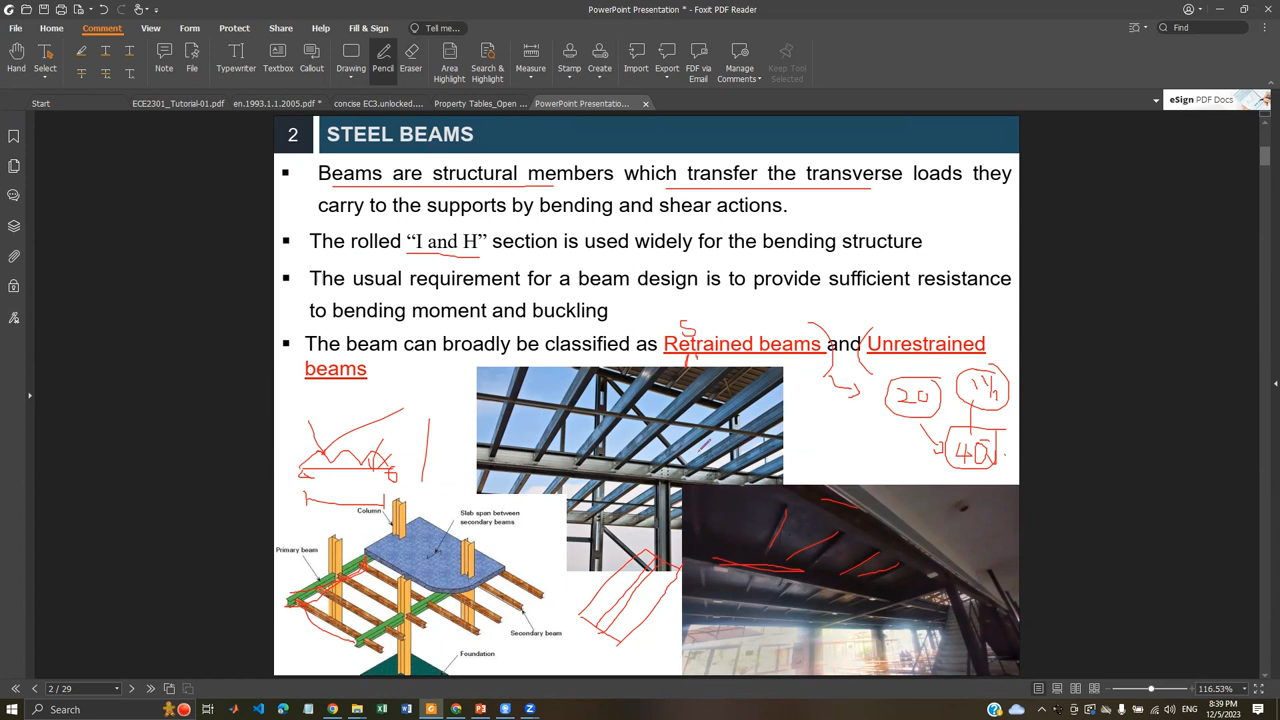 PowerPoint Presentation * - Foxit PDF Reader
File Home Comment View Form Protect Share Help Fill & Sign Tell me... Find
Hand Select Note File Typewriter Textbox Callout Drawing Pencil Eraser Area Highlight Search & Highlight Measure Stamp Create Import Export FDF via Email Manage Comments Keep Tool Selected
Start ECE2301_Tutorial-01.pdf en.1993.1.1.2005.pdf * concise EC3.unlocked.... Property Tables_Open ... PowerPoint Presentatio... eSign PDF Docs
2 STEEL BEAMS
▪ Beams are structural members which transfer the transverse loads they
carry to the supports by bending and shear actions.
▪ The rolled “I and H” section is used widely for the bending structure
▪ The usual requirement for a beam design is to provide sufficient resistance
to bending moment and buckling
S
▪ The beam can broadly be classified as Retrained beams and Unrestrained
beams
20
40
Column
Slab span between
secondary beams
Primary beam
Secondary beam
Foundation
2 / 29 116.53%
Search 8:39 PM
12/5/2023